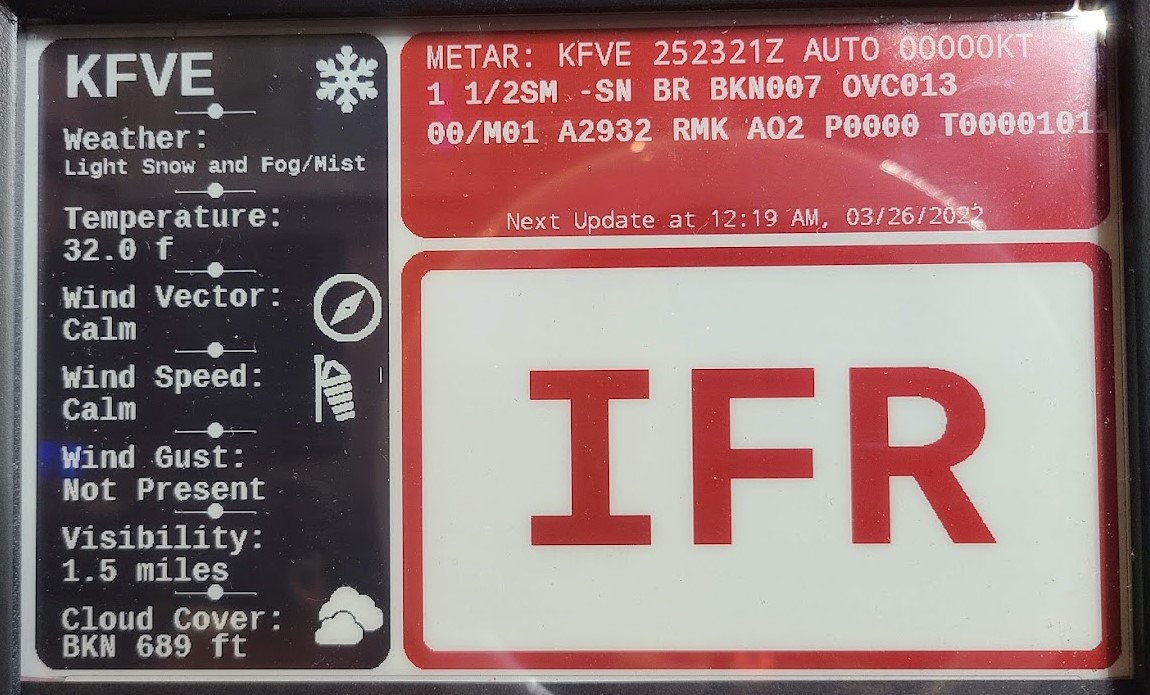 KFVE
Weather:
Light Snow and Fog/Mist
Temperature:
32.0 f
Wind Vector:
Calm
Wind Speed:
Calm
Wind Gust:
Not Present
Visibility:
1.5 miles
Cloud Cover:
BKN 689 ft
METAR: KFVE 252321Z AUTO 00000KT
1 1/2SM -SN BR BKN007 OVC013
00/M01 A2932 RMK AO2 P0000 T00001011
Next Update at 12:19 AM, 03/26/2022
IFR